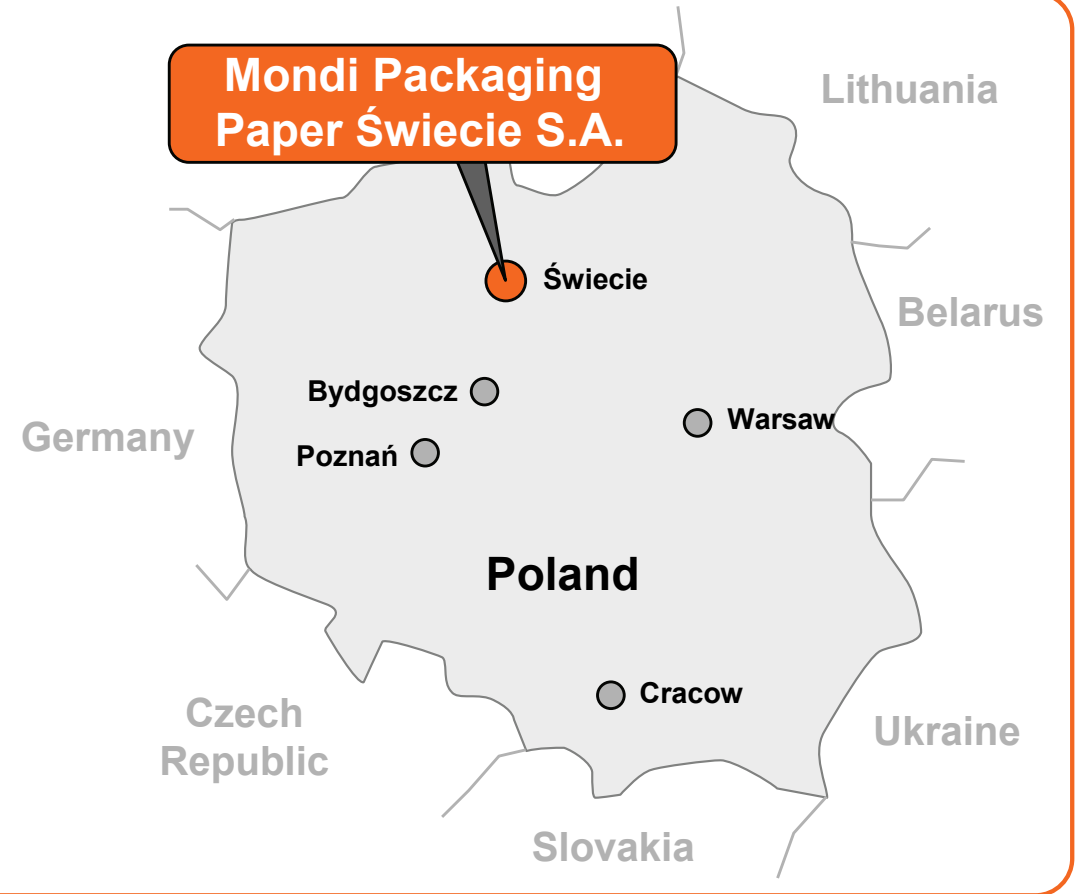 Mondi Packaging
Paper Świecie S.A.
Lithuania
Świecie
Belarus
Bydgoszcz
Warsaw
Germany
Poznań
Poland
Cracow
Czech
Republic
Ukraine
Slovakia